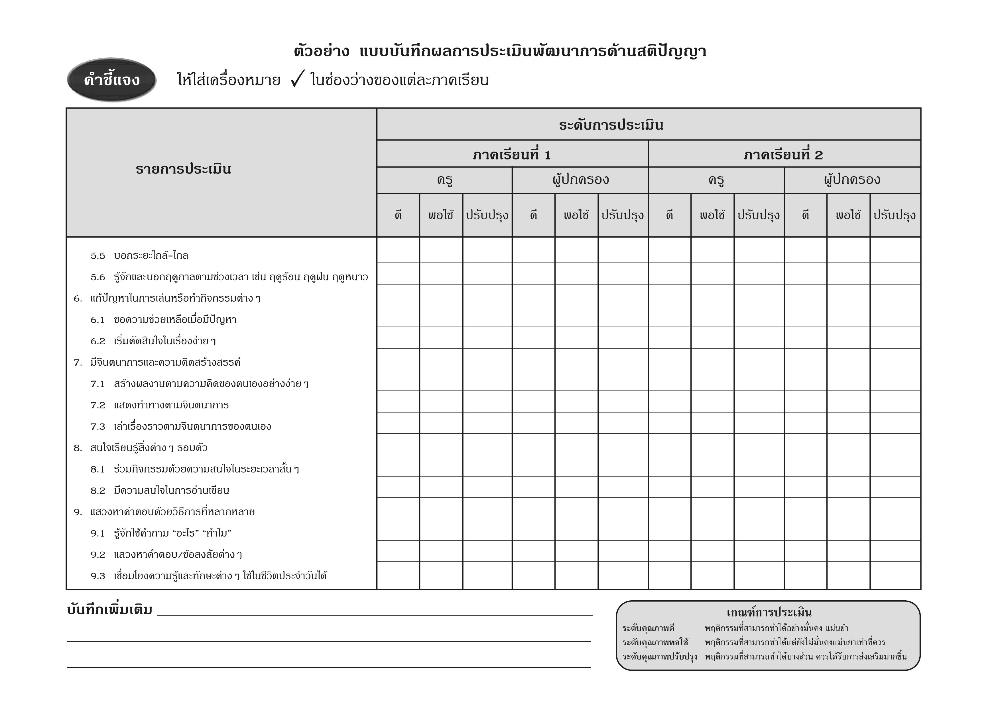 ตัวอย่าง แบบบันทึกผลการประเมินพัฒนาการด้านสติปัญญา
คำชี้แจง ให้ใส่เครื่องหมาย ✓ ในช่องว่างของแต่ละภาคเรียน
รายการประเมิน
ระดับการประเมิน
ภาคเรียนที่ 1 ภาคเรียนที่ 2
ครู ผู้ปกครอง ครู ผู้ปกครอง
ดี พอใช้ ปรับปรุง ดี พอใช้ ปรับปรุง ดี พอใช้ ปรับปรุง ดี พอใช้ ปรับปรุง
5.5 บอกระยะใกล้-ไกล
5.6 รู้จักและบอกฤดูกาลตามช่วงเวลา เช่น ฤดูร้อน ฤดูฝน ฤดูหนาว
6. แก้ปัญหาในการเล่นหรือทำกิจกรรมต่าง ๆ
6.1 ขอความช่วยเหลือเมื่อมีปัญหา
6.2 เริ่มตัดสินใจในเรื่องง่าย ๆ
7. มีจินตนาการและความคิดสร้างสรรค์
7.1 สร้างผลงานตามความคิดของตนเองอย่างง่าย ๆ
7.2 แสดงท่าทางตามจินตนาการ
7.3 เล่าเรื่องราวตามจินตนาการของตนเอง
8. สนใจเรียนรู้สิ่งต่าง ๆ รอบตัว
8.1 ร่วมกิจกรรมด้วยความสนใจในระยะเวลาสั้น ๆ
8.2 มีความสนใจในการอ่านเขียน
9. แสวงหาคำตอบด้วยวิธีการที่หลากหลาย
9.1 รู้จักใช้คำถาม “อะไร” “ทำไม”
9.2 แสวงหาคำตอบ/ข้อสงสัยต่าง ๆ
9.3 เชื่อมโยงความรู้และทักษะต่าง ๆ ใช้ในชีวิตประจำวันได้
บันทึกเพิ่มเติม
เกณฑ์การประเมิน
ระดับคุณภาพดี พฤติกรรมที่สามารถทำได้อย่างมั่นคง แม่นยำ
ระดับคุณภาพพอใช้ พฤติกรรมที่สามารถทำได้แต่ยังไม่มั่นคงแม่นยำเท่าที่ควร
ระดับคุณภาพปรับปรุง พฤติกรรมที่สามารถทำได้บางส่วน ควรได้รับการส่งเสริมมากขึ้น